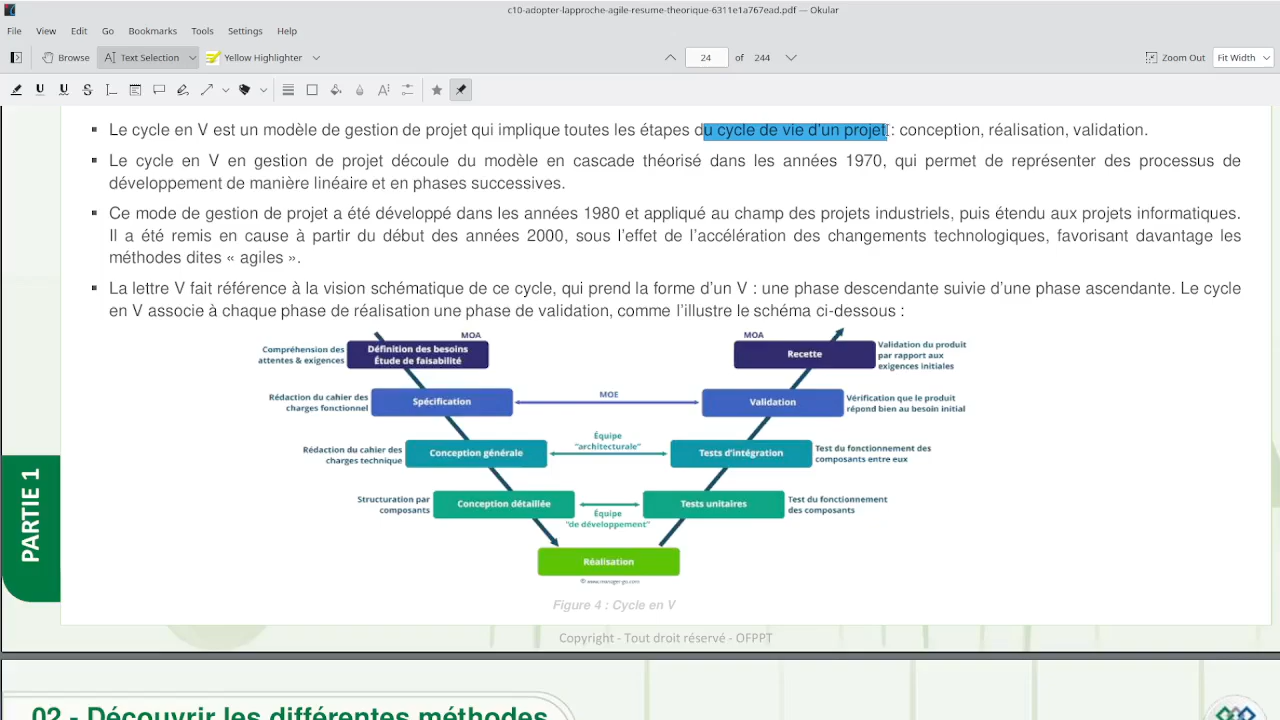 c10-adopter-lapproche-agile-resume-theorique-6311e1a767ead.pdf — Okular
File View Edit Go Bookmarks Tools Settings Help
Browse Text Selection Yellow Highlighter 24 of 244 Zoom Out Fit Width
▪ Le cycle en V est un modèle de gestion de projet qui implique toutes les étapes du cycle de vie d'un projet : conception, réalisation, validation.
▪ Le cycle en V en gestion de projet découle du modèle en cascade théorisé dans les années 1970, qui permet de représenter des processus de
développement de manière linéaire et en phases successives.
▪ Ce mode de gestion de projet a été développé dans les années 1980 et appliqué au champ des projets industriels, puis étendu aux projets informatiques.
Il a été remis en cause à partir du début des années 2000, sous l'effet de l'accélération des changements technologiques, favorisant davantage les
méthodes dites « agiles ».
▪ La lettre V fait référence à la vision schématique de ce cycle, qui prend la forme d'un V : une phase descendante suivie d'une phase ascendante. Le cycle
en V associe à chaque phase de réalisation une phase de validation, comme l'illustre le schéma ci-dessous :
MOA
Compréhension des
attentes & exigences
Définition des besoins
Étude de faisabilité
MOA
Recette
Validation du produit
par rapport aux
exigences initiales
Rédaction du cahier des
charges fonctionnel
Spécification
MOE
Validation
Vérification que le produit
répond bien au besoin initial
Rédaction du cahier des
charges technique
Conception générale
Équipe
"architecturale"
Tests d'intégration
Test du fonctionnement des
composants entre eux
Structuration par
composants
Conception détaillée
Équipe
"de développement"
Tests unitaires
Test du fonctionnement
des composants
Réalisation
© www.manager-go.com
Figure 4 : Cycle en V
PARTIE 1
Copyright - Tout droit réservé - OFPPT
02 - Découvrir les différentes méthodes